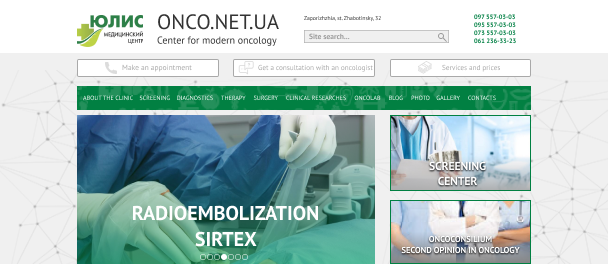 ЮЛИС
МЕДИЦИНСКИЙ
ЦЕНТР
ONCO.NET.UA
Center for modern oncology
Zaporizhzhia, st. Zhabotinsky, 32
Site search...
097 557-03-03
095 557-03-03
073 557-03-03
061 236-33-23
Make an appointment
Get a consultation with an oncologist
Services and prices
ABOUT THE CLINIC SCREENING DIAGNOSTICS THERAPY SURGERY CLINICAL RESEARCHES ONCOLAB BLOG PHOTO GALLERY CONTACTS
RADIOEMBOLIZATION
SIRTEX
SCREENING
CENTER
ONCOCONSILIUM
SECOND OPINION IN ONCOLOGY